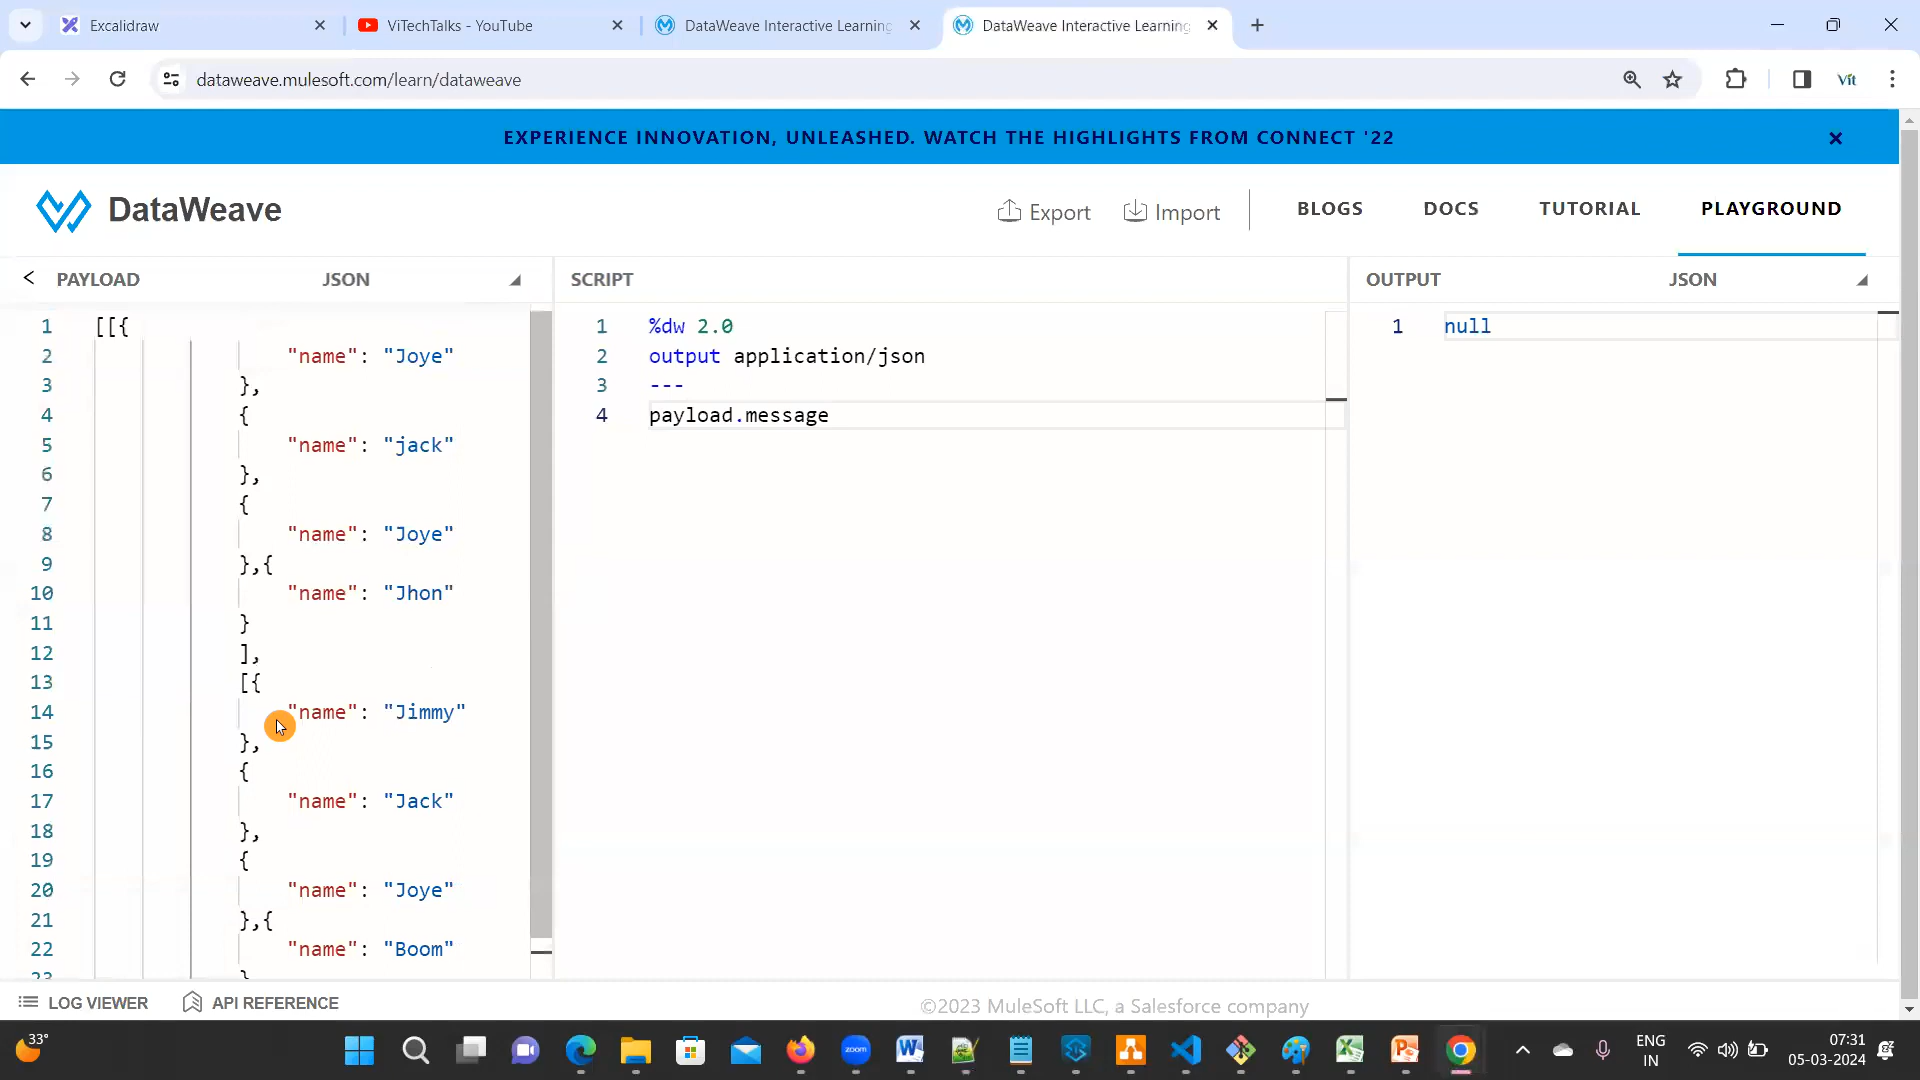 Excalidraw
ViTechTalks - YouTube
DataWeave Interactive Learning
DataWeave Interactive Learning
dataweave.mulesoft.com/learn/dataweave
Vit
EXPERIENCE INNOVATION, UNLEASHED. WATCH THE HIGHLIGHTS FROM CONNECT '22
DataWeave
Export
Import
BLOGS
DOCS
TUTORIAL
PLAYGROUND
< PAYLOAD
JSON
1 [[{
2 "name": "Joye"
3 },
4 {
5 "name": "jack"
6 },
7 {
8 "name": "Joye"
9 },{
10 "name": "Jhon"
11 }
12 ],
13 [{
14 "name": "Jimmy"
15 },
16 {
17 "name": "Jack"
18 },
19 {
20 "name": "Joye"
21 },{
22 "name": "Boom"
23 }
SCRIPT
1 %dw 2.0
2 output application/json
3 ---
4 payload.message
OUTPUT
JSON
1 null
LOG VIEWER
API REFERENCE
©2023 MuleSoft LLC, a Salesforce company
33°
zoom
ENG
IN
07:31
05-03-2024